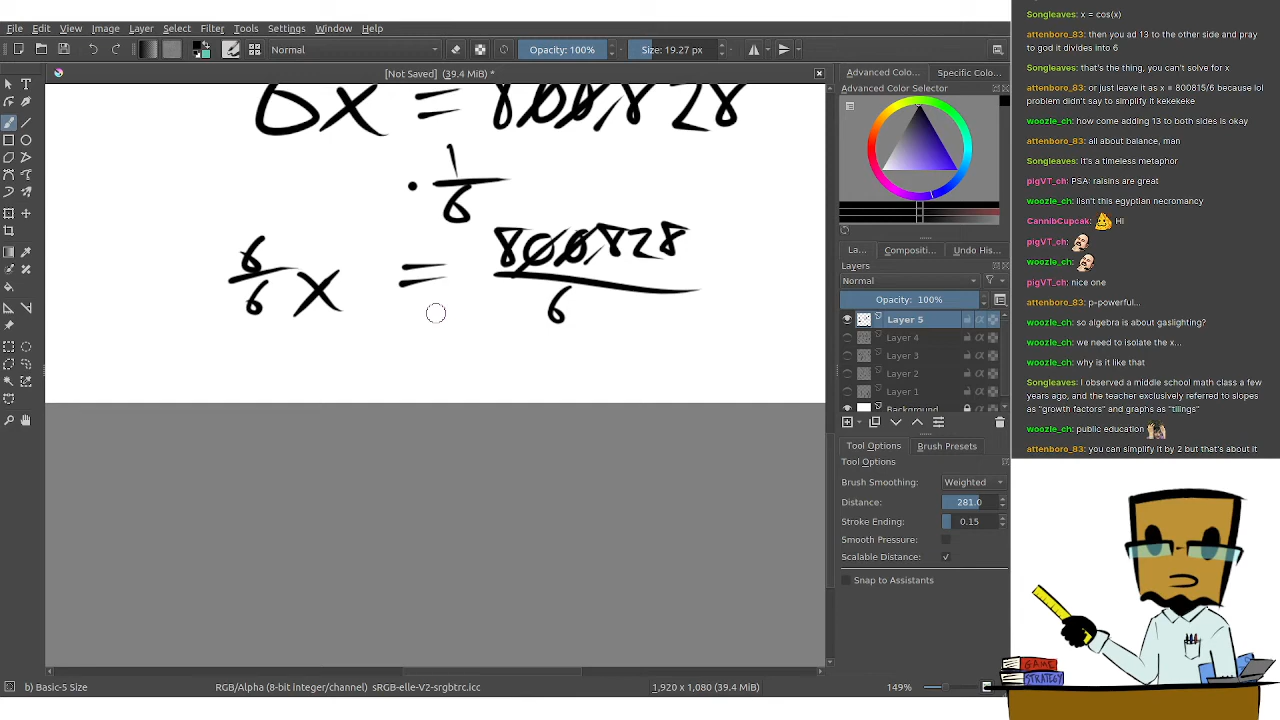 File Edit View Image Layer Select Filter Tools Settings Window Help
Normal Opacity: 100% Size: 19.27 px
[Not Saved] (39.4 MiB) *
6x = 800828
· 1/6
6/6 x = 800828/6
Advanced Colo... Specific Co...
Advanced Color Selector
La... Compositi... Undo His...
Layers
Normal
Opacity: 100%
Layer 5
Layer 4
Layer 3
Layer 2
Layer 1
Background
Tool Options Brush Presets
Tool Options
Brush Smoothing: Weighted
Distance: 281.0
Stroke Ending: 0.15
Smooth Pressure:
Scalable Distance: ✓
Snap to Assistants
b) Basic-5 Size RGB/Alpha (8-bit integer/channel) sRGB-elle-V2-srgbtrc.icc 1,920 x 1,080 (39.4 MiB) 149%
Songleaves: x = cos(x)
attenboro_83: then you ad 13 to the other side and pray
to god it divides into 6
Songleaves: that's the thing, you can't solve for x
attenboro_83: or just leave it as x = 800815/6 because lol
problem didn't say to simplify it kekekeke
woozle_ch: how come adding 13 to both sides is okay
attenboro_83: all about balance, man
Songleaves: it's a timeless metaphor
pigVT_ch: PSA: raisins are great
woozle_ch: iisn't this egyptian necromancy
CannibCupcak: Hi
pigVT_ch:
woozle_ch:
pigVT_ch: nice one
attenboro_83: p-powerful...
woozle_ch: so algebra is about gaslighting?
woozle_ch: we need to isolate the x...
woozle_ch: why is it like that
Songleaves: I observed a middle school math class a few
years ago, and the teacher exclusively referred to slopes
as "growth factors" and graphs as "tilings"
woozle_ch: public education
attenboro_83: you can simplify it by 2 but that's about it
GAME
STRATEGY